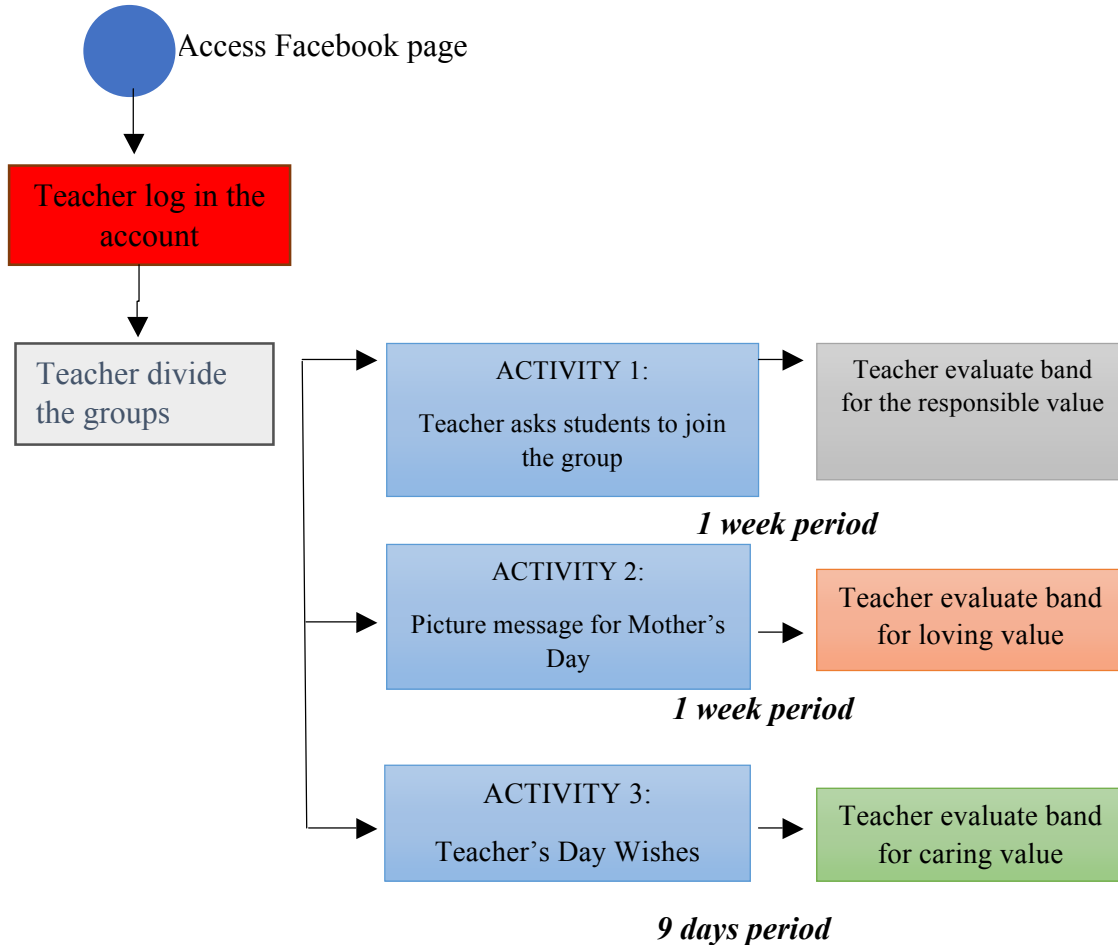 Access Facebook page
Teacher log in the
account
Teacher divide
the groups
ACTIVITY 1:
Teacher asks students to join
the group
Teacher evaluate band
for the responsible value
1 week period
ACTIVITY 2:
Picture message for Mother’s
Day
Teacher evaluate band
for loving value
1 week period
ACTIVITY 3:
Teacher’s Day Wishes
Teacher evaluate band
for caring value
9 days period